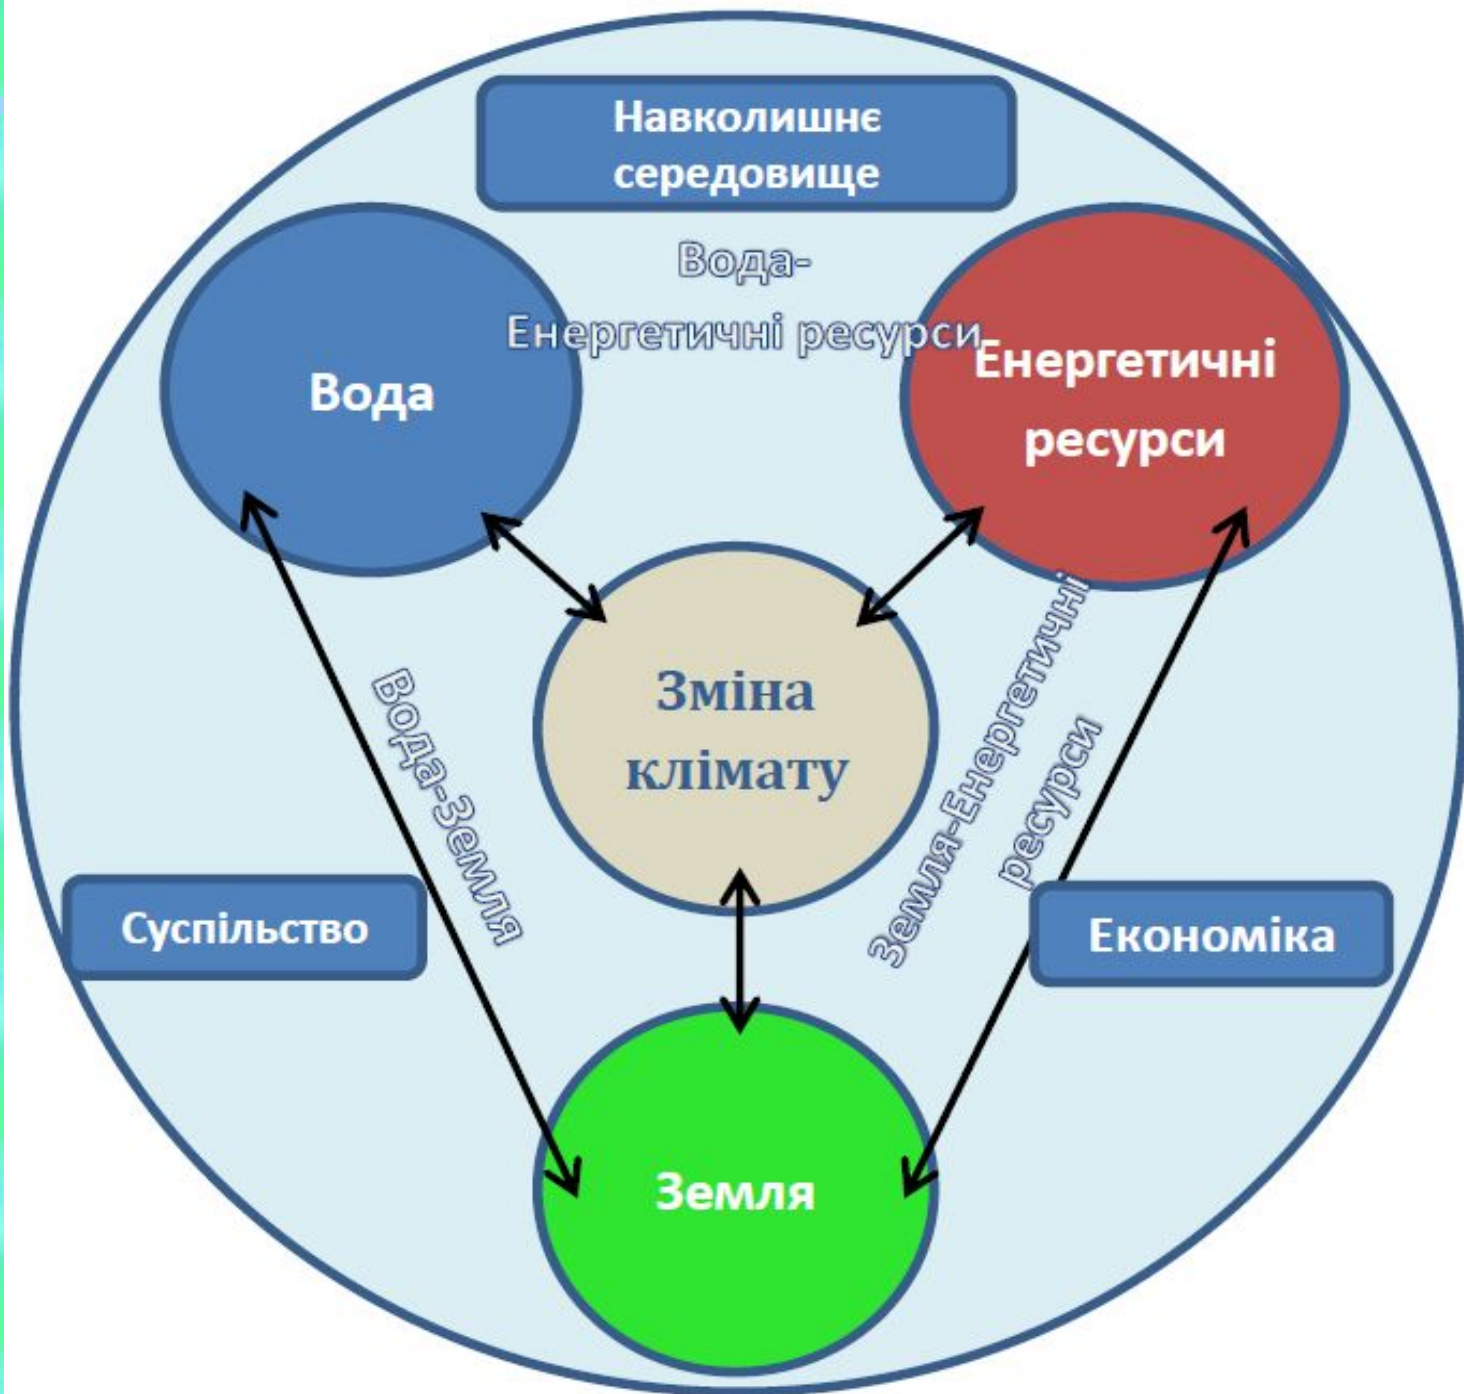 Навколишнє
середовище
Вода-
Енергетичні ресурси
Вода
Енергетичні
ресурси
Зміна
клімату
Вода-Земля
Земля-Енергетичні
ресурси
Суспільство
Економіка
Земля